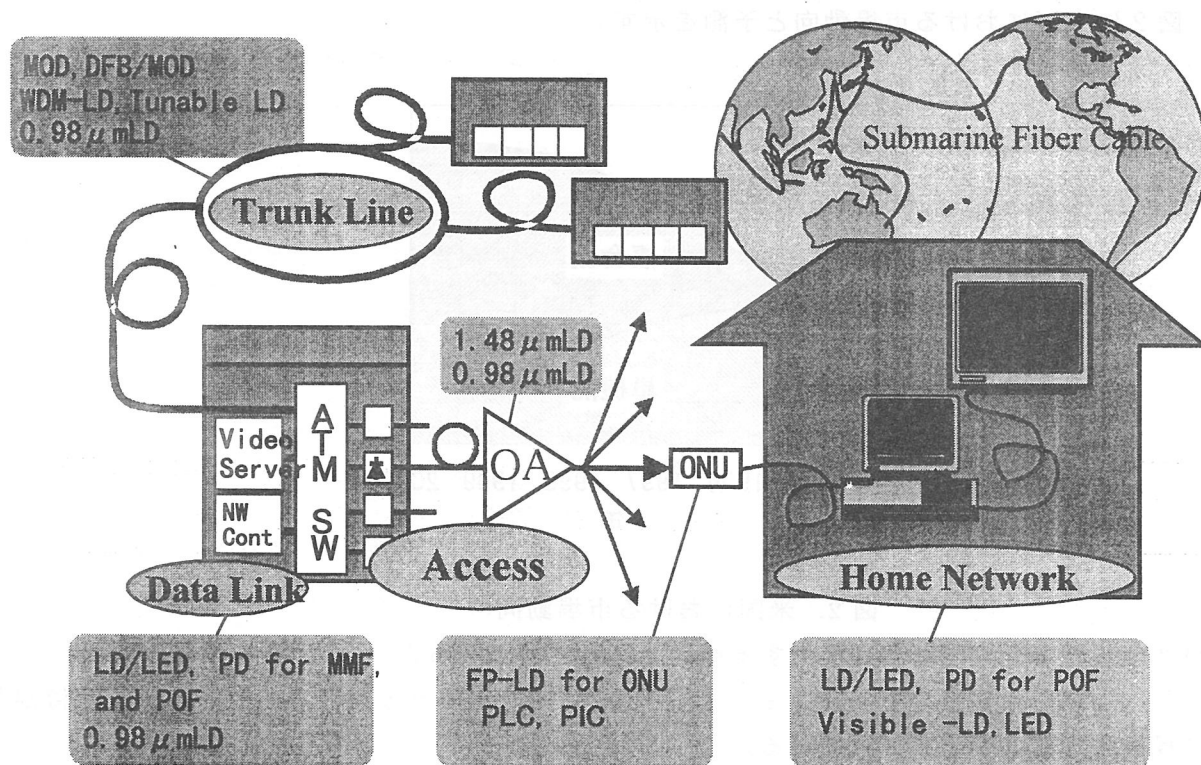 MOD, DFB/MOD
WDM-LD, Tunable LD
0.98μmLD
Trunk Line
Submarine Fiber Cable
1.48μmLD
0.98μmLD
Video
Server
NW
Cont
ATM SW
OA
ONU
Data Link
Access
Home Network
LD/LED, PD for MMF,
and POF
0.98μmLD
FP-LD for ONU
PLC, PIC
LD/LED, PD for POF
Visible -LD, LED